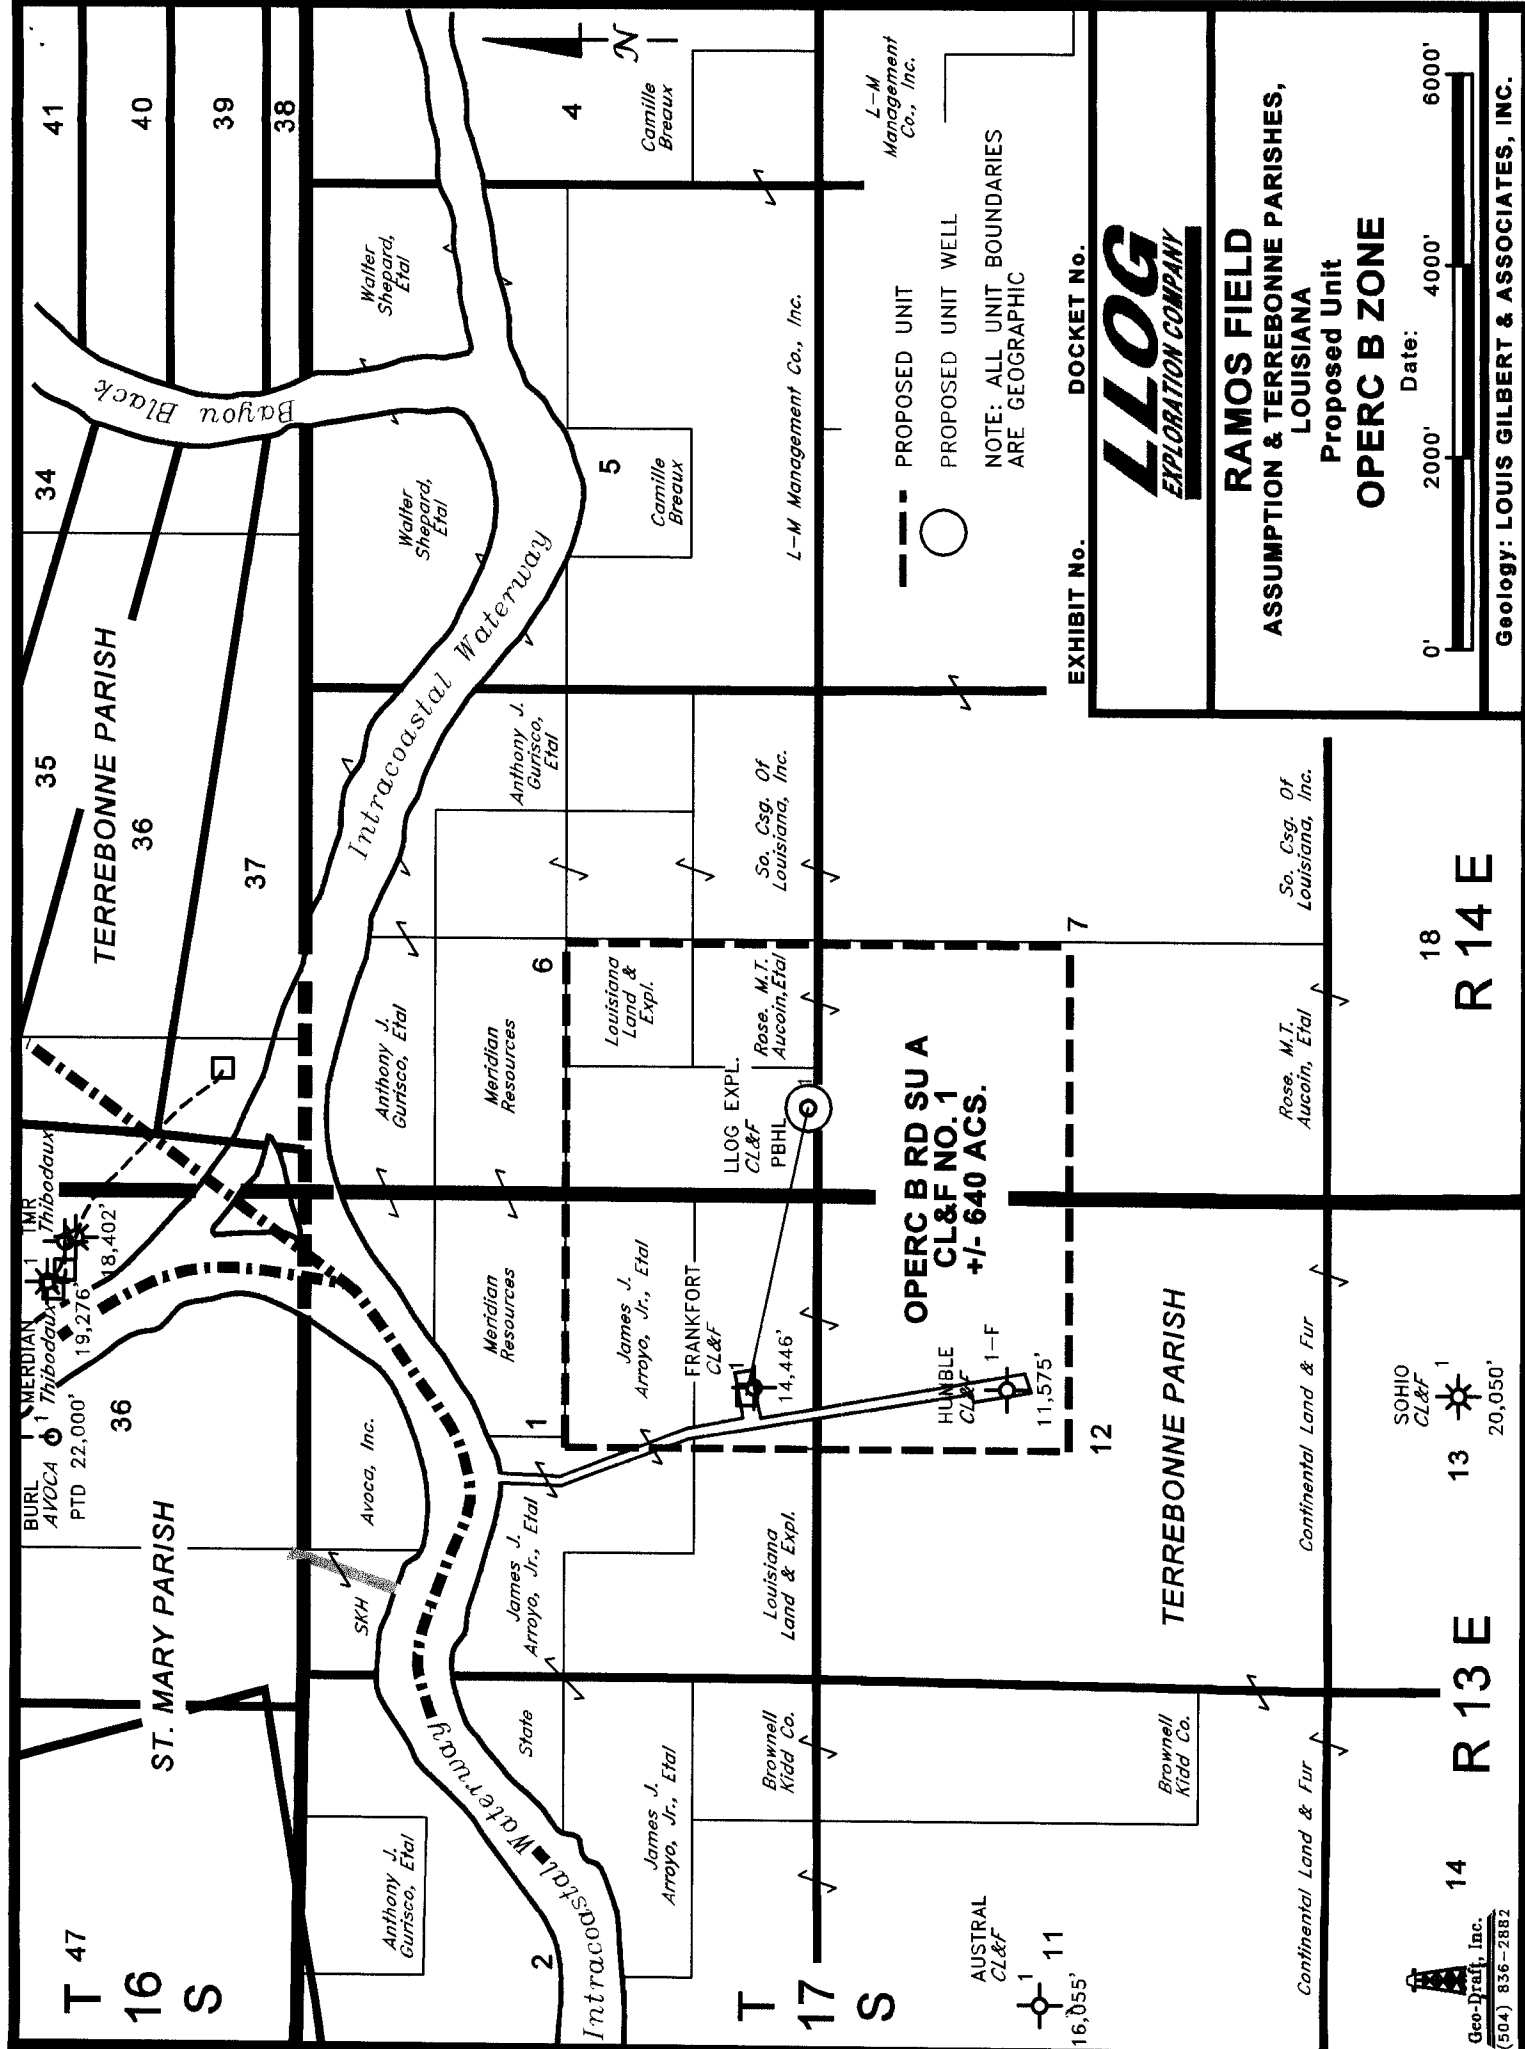 T
16
S
47
ST. MARY PARISH
36
BURL
AVOCA
1
PTD 22,000'
MERDIAN
Thibodaux
1
19,276'
TMR
Thibodaux
18,402'
TERREBONNE PARISH
35
36
37
34
41
40
39
38
Bayou Black
N
Anthony J.
Gurisco, Etal
2
Intracoastal Waterway
SKH
Avoca, Inc.
State
James J.
Arroyo, Jr., Etal
James J.
Arroyo, Jr., Etal
1
Meridian
Resources
Anthony J.
Gurisco, Etal
Meridian
Resources
6
Intracoastal Waterway
Anthony J.
Gurisco,
Etal
Walter
Shepard,
Etal
Walter
Shepard,
Etal
5
Camille
Breaux
4
Camille
Breaux
James J.
Arroyo, Jr., Etal
FRANKFORT
CL&F
1
14,446'
Louisiana
Land &
Expl.
LLOG EXPL.
CL&F
PBHL
1
Rose. M.T.
Aucoin,Etal
So. Csg. Of
Louisiana, Inc.
L-M Management Co., Inc.
L-M
Management
Co., Inc.
Brownell
Kidd Co.
Louisiana
Land & Expl.
T
17
S
AUSTRAL
CL&F
1
16,055'
11
HUMBLE
CL&F
1-F
11,575'
OPERC B RD SU A
CL&F NO. 1
+/- 640 ACS.
12
7
TERREBONNE PARISH
Brownell
Kidd Co.
Continental Land & Fur
Continental Land & Fur
Rose. M.T.
Aucoin, Etal
So. Csg. Of
Louisiana, Inc.
14
13
SOHIO
CL&F
1
20,050'
18
R 13 E
R 14 E
Geo-Draft, Inc.
(504) 836-2882
PROPOSED UNIT
PROPOSED UNIT WELL
NOTE: ALL UNIT BOUNDARIES
ARE GEOGRAPHIC
EXHIBIT No. DOCKET No.
LLOG
EXPLORATION COMPANY
RAMOS FIELD
ASSUMPTION & TERREBONNE PARISHES,
LOUISIANA
Proposed Unit
OPERC B ZONE
Date:
0' 2000' 4000' 6000'
Geology: LOUIS GILBERT & ASSOCIATES, INC.